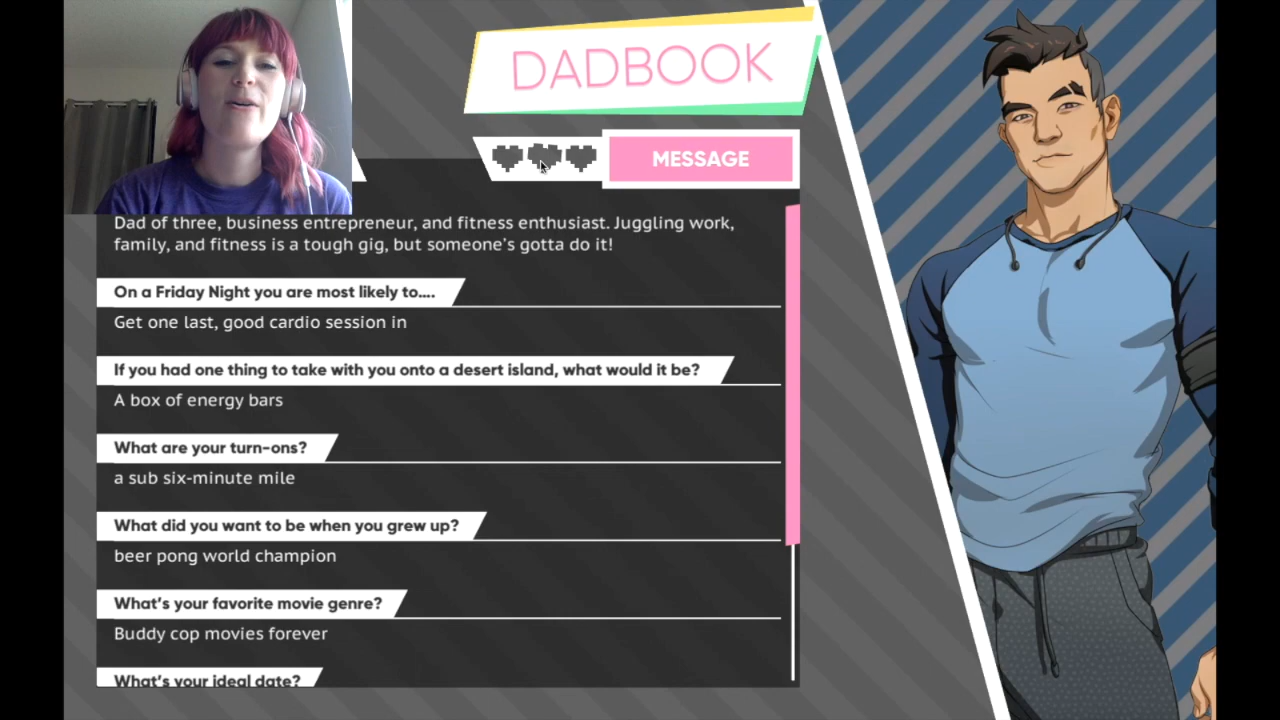 DADBOOK
MESSAGE
Dad of three, business entrepreneur, and fitness enthusiast. Juggling work,
family, and fitness is a tough gig, but someone's gotta do it!
On a Friday Night you are most likely to....
Get one last, good cardio session in
If you had one thing to take with you onto a desert island, what would it be?
A box of energy bars
What are your turn-ons?
a sub six-minute mile
What did you want to be when you grew up?
beer pong world champion
What's your favorite movie genre?
Buddy cop movies forever
What's your ideal date?